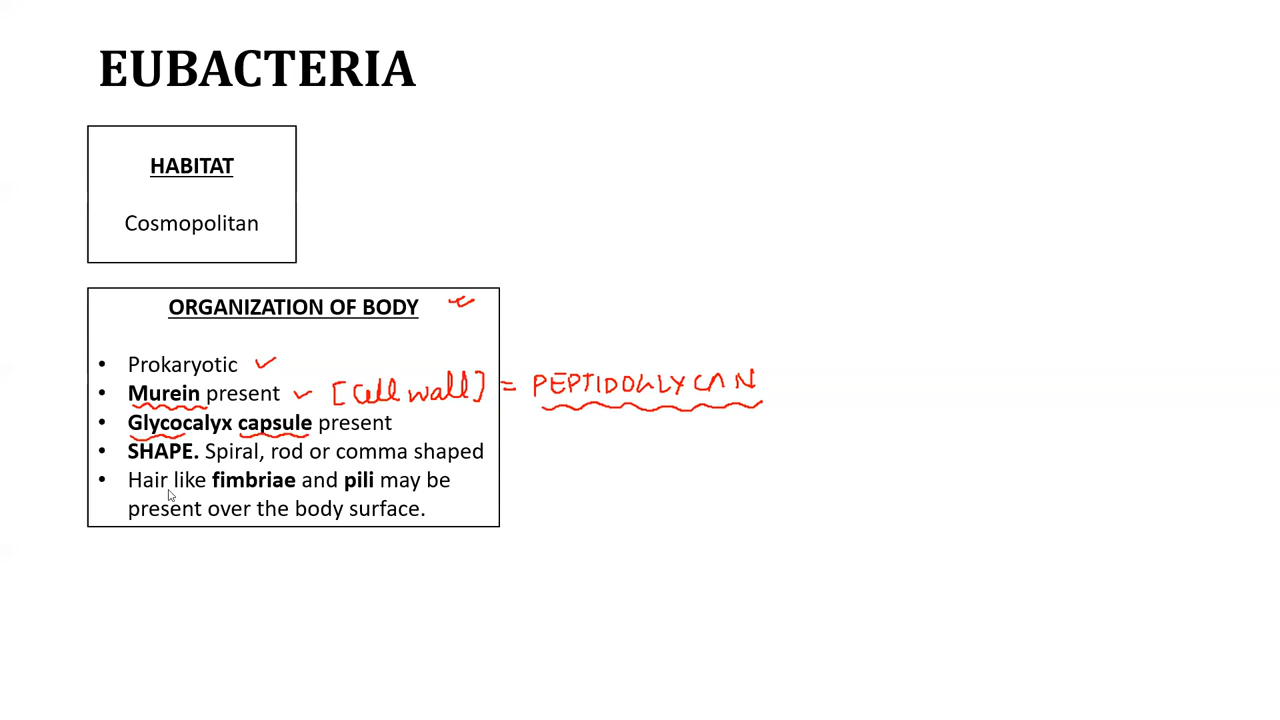 EUBACTERIA
HABITAT
Cosmopolitan
ORGANIZATION OF BODY
• Prokaryotic
• Murein present [Cell wall] = PEPTIDOGLYCAN
• Glycocalyx capsule present
• SHAPE. Spiral, rod or comma shaped
• Hair like fimbriae and pili may be
present over the body surface.